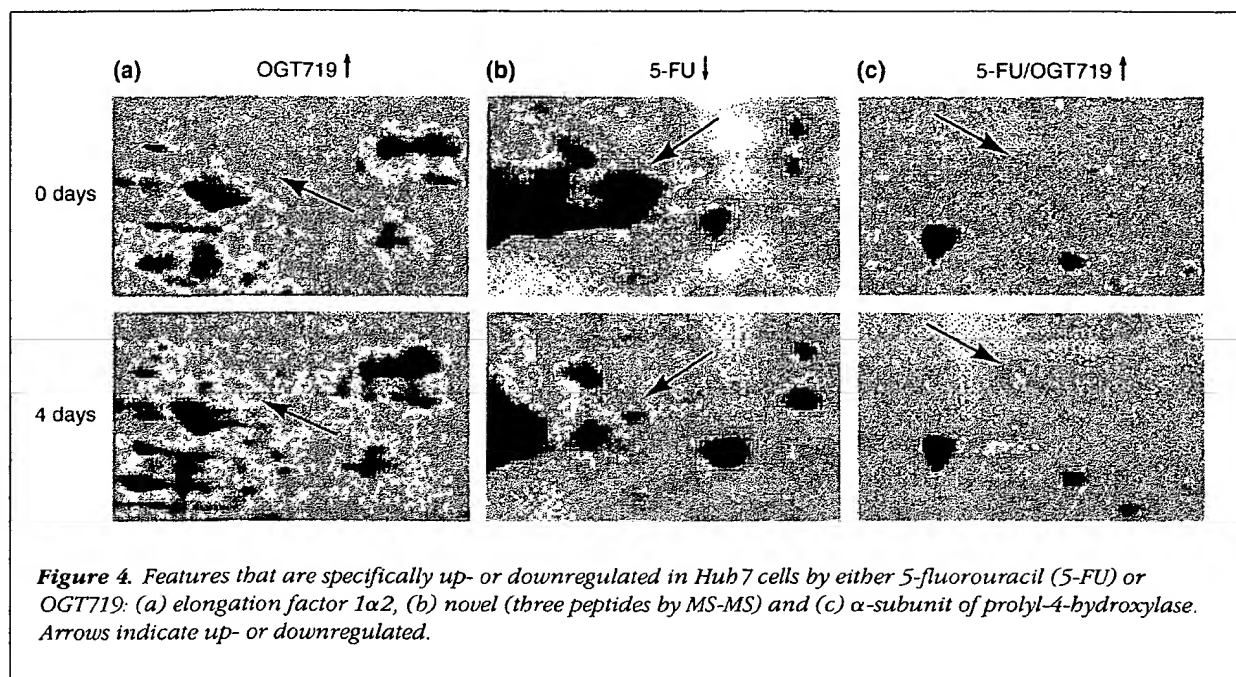 (a) OGT719 ↑ (b) 5-FU ↓ (c) 5-FU/OGT719 ↑
0 days
4 days
Figure 4. Features that are specifically up- or downregulated in Huh7 cells by either 5-fluorouracil (5-FU) or
OGT719: (a) elongation factor 1α2, (b) novel (three peptides by MS-MS) and (c) α-subunit of prolyl-4-hydroxylase.
Arrows indicate up- or downregulated.